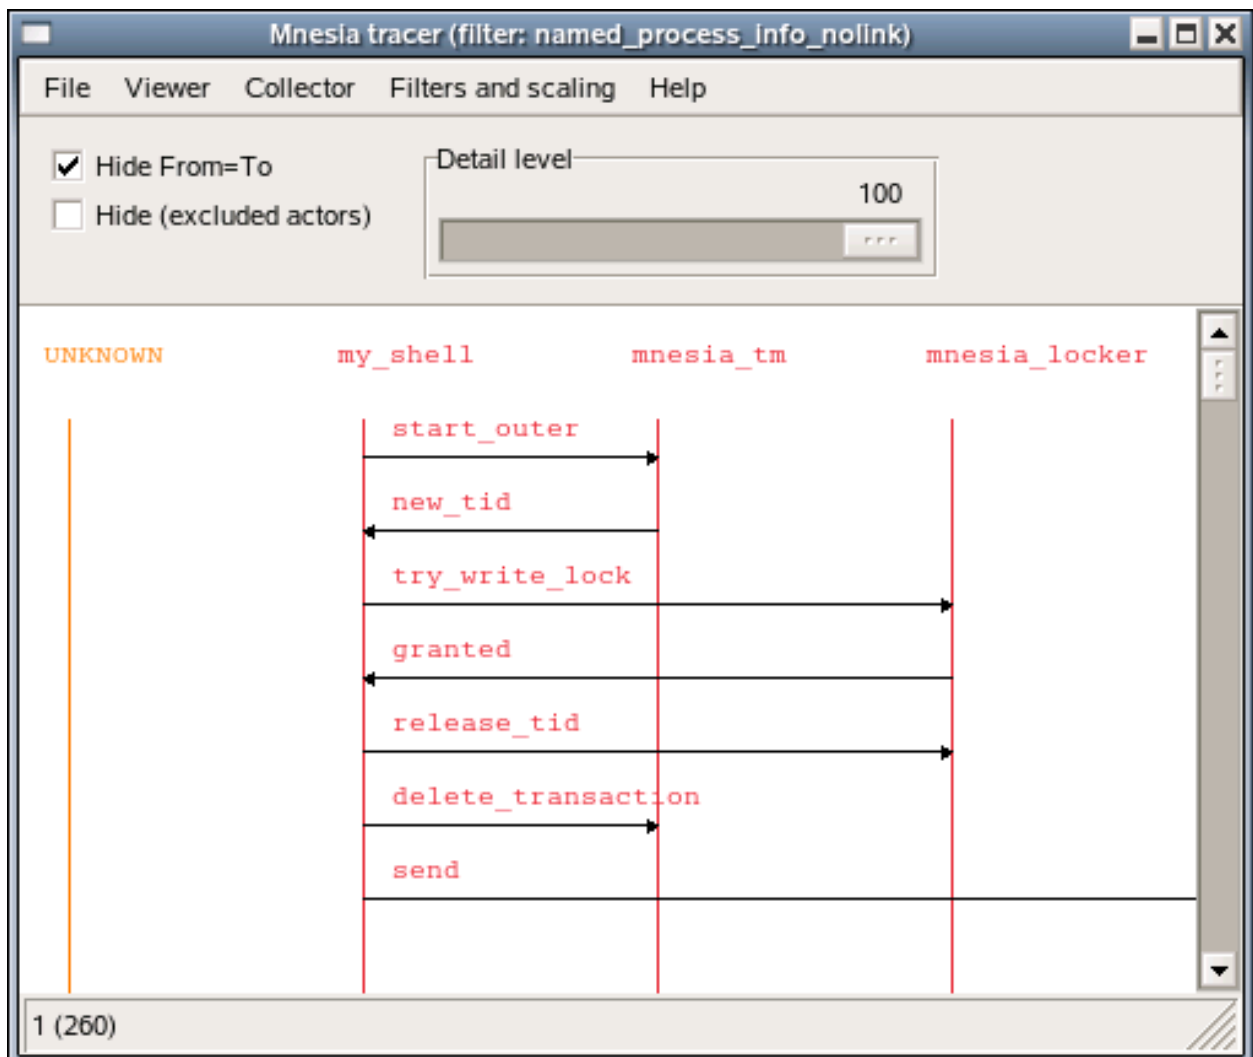 Mnesia tracer (filter: named_process_info_nolink)
File Viewer Collector Filters and scaling Help
Hide From=To
Hide (excluded actors)
Detail level
100
UNKNOWN my_shell mnesia_tm mnesia_locker
start_outer
new_tid
try_write_lock
granted
release_tid
delete_transaction
send
1 (260)